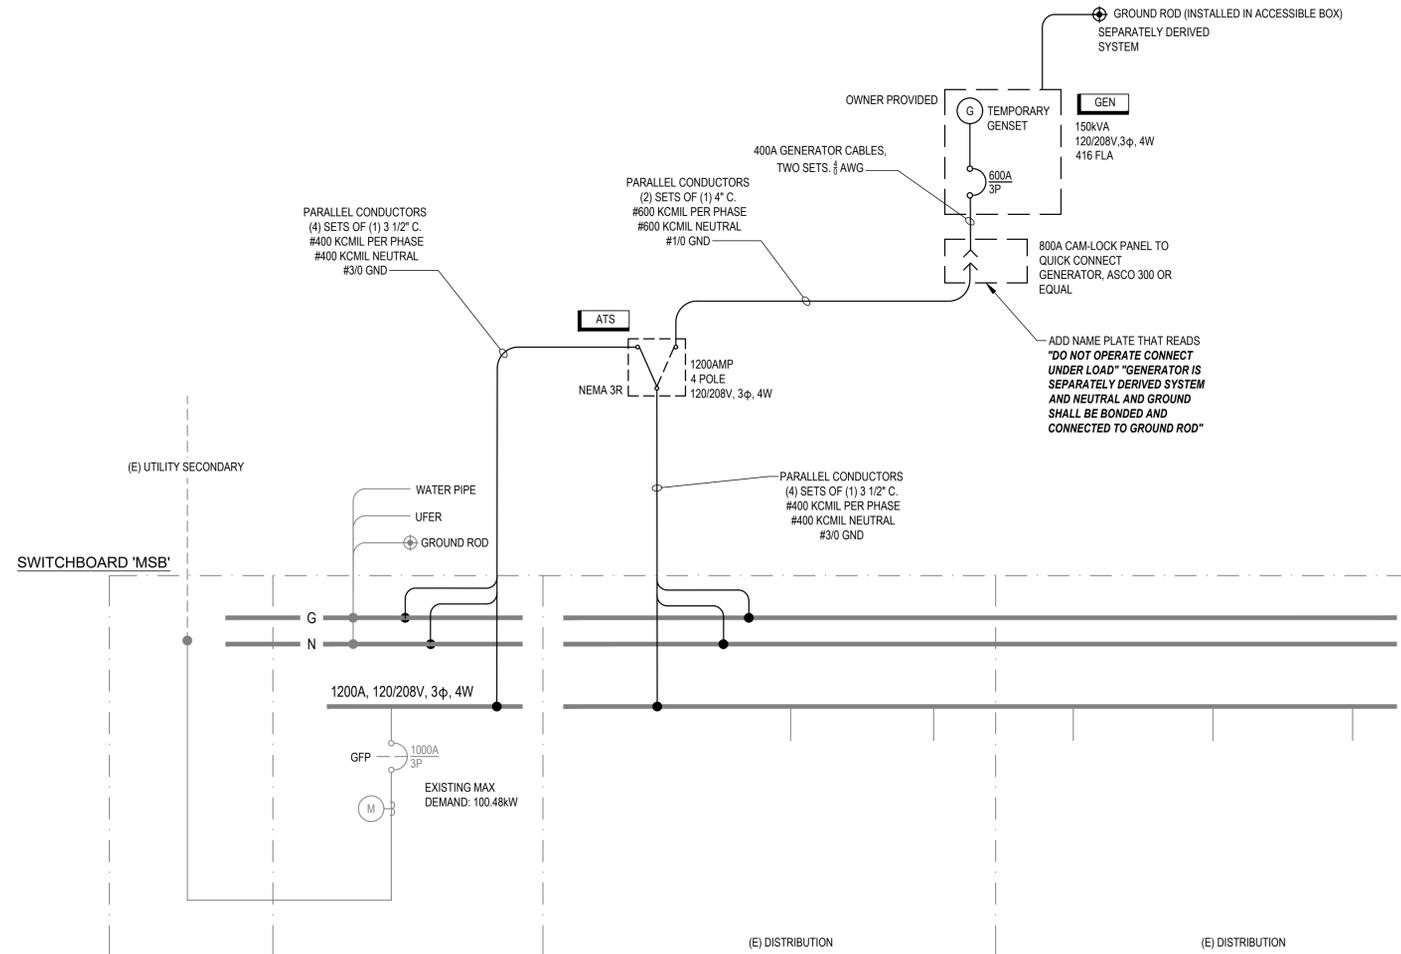 GROUND ROD (INSTALLED IN ACCESSIBLE BOX)
SEPARATELY DERIVED
SYSTEM
OWNER PROVIDED
G
TEMPORARY
GENSET
GEN
150kVA
120/208V,3ϕ, 4W
416 FLA
600A
3P
400A GENERATOR CABLES,
TWO SETS. 4/0 AWG
PARALLEL CONDUCTORS
(2) SETS OF (1) 4" C.
#600 KCMIL PER PHASE
#600 KCMIL NEUTRAL
#1/0 GND
PARALLEL CONDUCTORS
(4) SETS OF (1) 3 1/2" C.
#400 KCMIL PER PHASE
#400 KCMIL NEUTRAL
#3/0 GND
800A CAM-LOCK PANEL TO
QUICK CONNECT
GENERATOR, ASCO 300 OR
EQUAL
ATS
NEMA 3R
1200AMP
4 POLE
120/208V, 3ϕ, 4W
ADD NAME PLATE THAT READS
"DO NOT OPERATE CONNECT
UNDER LOAD" "GENERATOR IS
SEPARATELY DERIVED SYSTEM
AND NEUTRAL AND GROUND
SHALL BE BONDED AND
CONNECTED TO GROUND ROD"
(E) UTILITY SECONDARY
WATER PIPE
UFER
GROUND ROD
PARALLEL CONDUCTORS
(4) SETS OF (1) 3 1/2" C.
#400 KCMIL PER PHASE
#400 KCMIL NEUTRAL
#3/0 GND
SWITCHBOARD 'MSB'
G
N
1200A, 120/208V, 3ϕ, 4W
GFP
1000A
3P
M
EXISTING MAX
DEMAND: 100.48kW
(E) DISTRIBUTION
(E) DISTRIBUTION